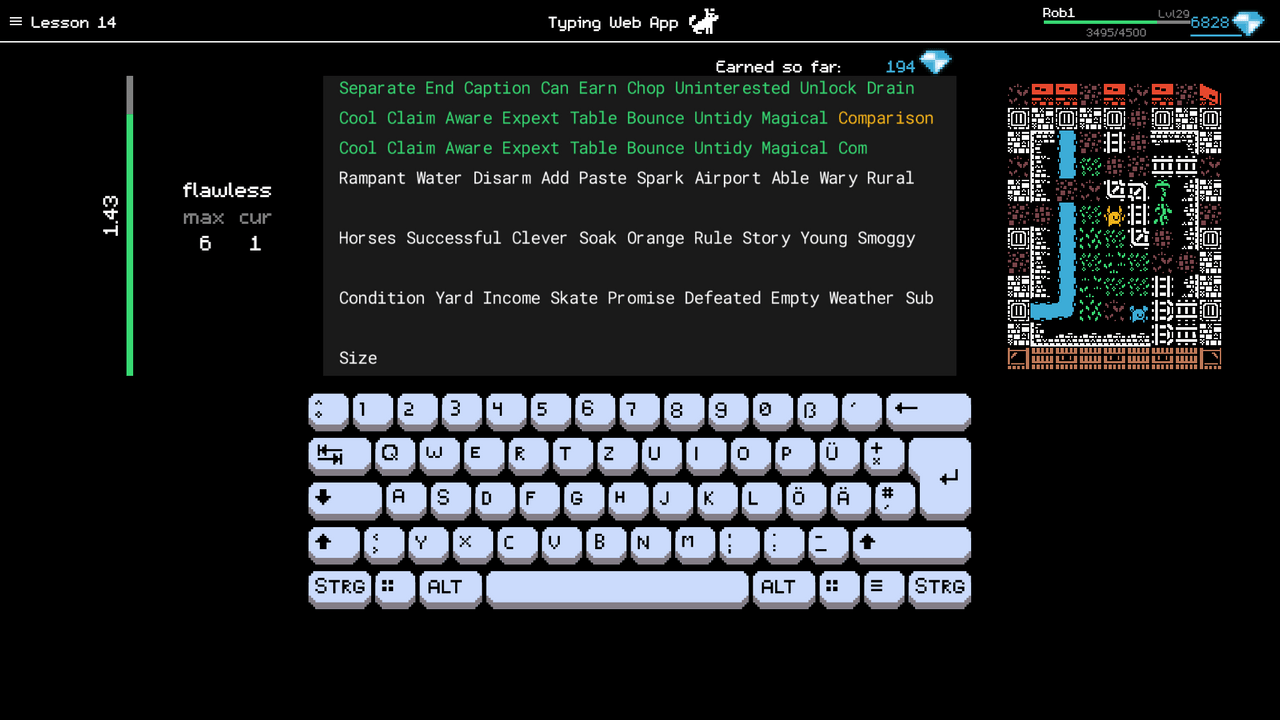 Lesson 14
Typing Web App
Rob1
Lvl29
3495/4500
6828
Earned so far: 194
1.43
flawless
max cur
6 1
Separate End Caption Can Earn Chop Uninterested Unlock Drain
Cool Claim Aware Expext Table Bounce Untidy Magical Comparison
Cool Claim Aware Expext Table Bounce Untidy Magical Com
Rampant Water Disarm Add Paste Spark Airport Able Wary Rural
Horses Successful Clever Soak Orange Rule Story Young Smoggy
Condition Yard Income Skate Promise Defeated Empty Weather Sub
Size
1 2 3 4 5 6 7 8 9 0 ß ´
Q W E R T Z U I O P Ü + ×
A S D F G H J K L Ö Ä # ,
Y X C V B N M ; : _
STRG ALT ALT STRG